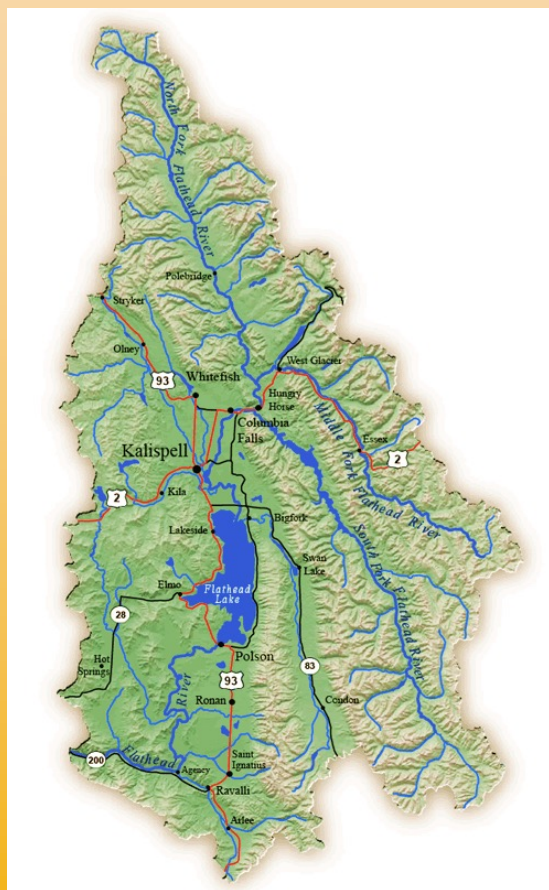 North Fork Flathead River
Polebridge
Stryker
Olney
93
West Glacier
Whitefish
Hungry
Horse
Columbia
Falls
Middle Fork Flathead River
Essex
2
Kalispell
2
Kila
South Fork Flathead River
Bigfork
Lakeside
Swan
Lake
Elmo
Flathead
Lake
28
Polson
Hot
Springs
83
93
River
Ronan
Condon
200
Flathead
Saint
Ignatius
Agency
Ravalli
Arlee